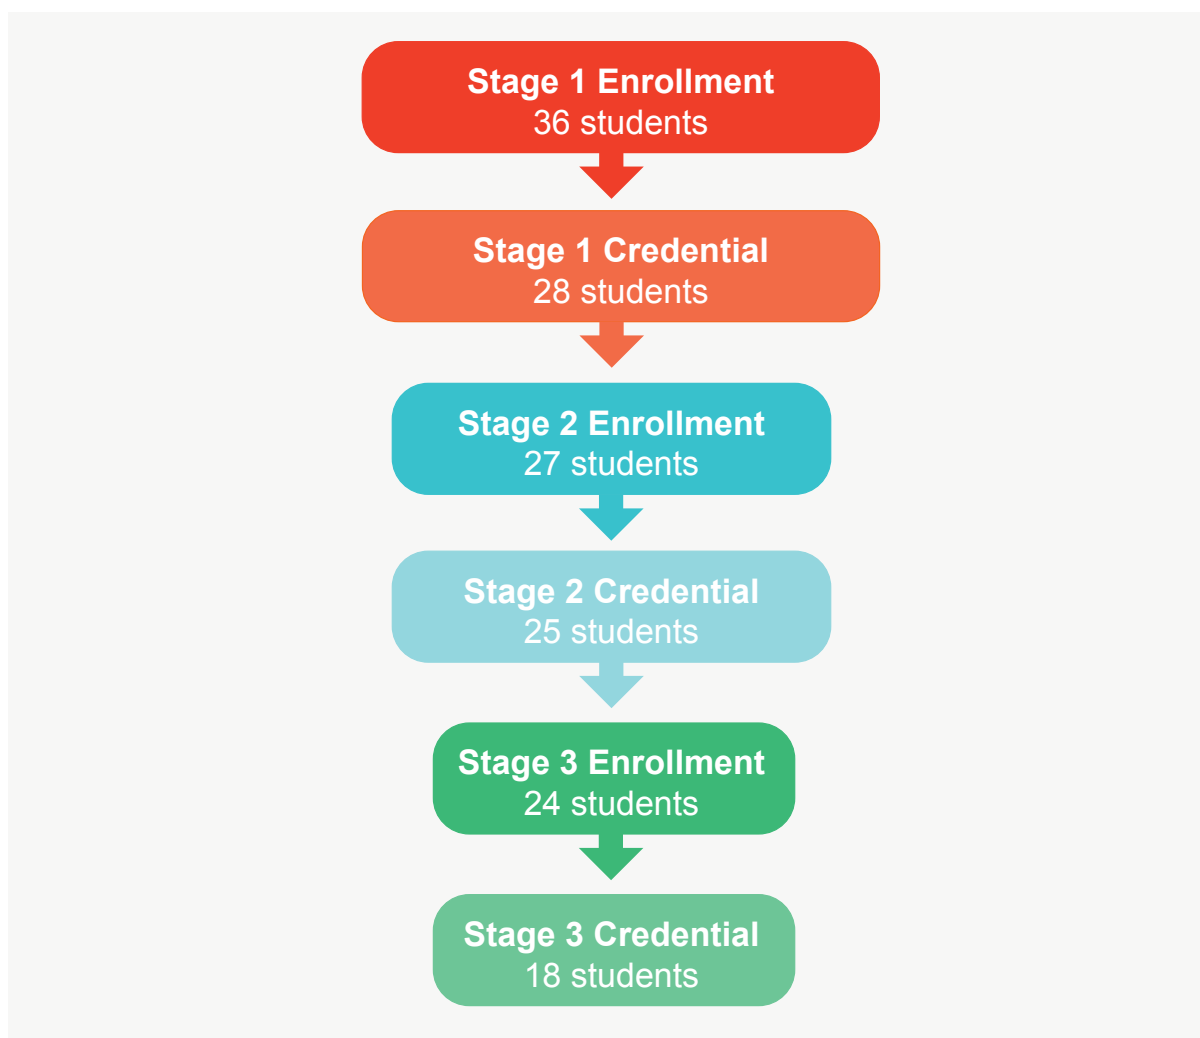 Stage 1 Enrollment
36 students
Stage 1 Credential
28 students
Stage 2 Enrollment
27 students
Stage 2 Credential
25 students
Stage 3 Enrollment
24 students
Stage 3 Credential
18 students